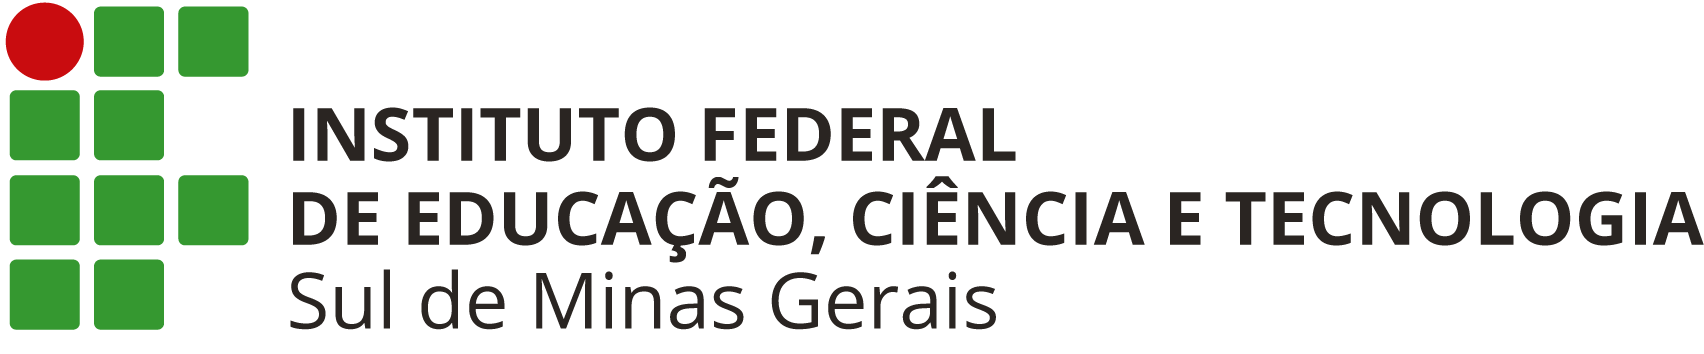 INSTITUTO FEDERAL
DE EDUCAÇÃO, CIÊNCIA E TECNOLOGIA
Sul de Minas Gerais